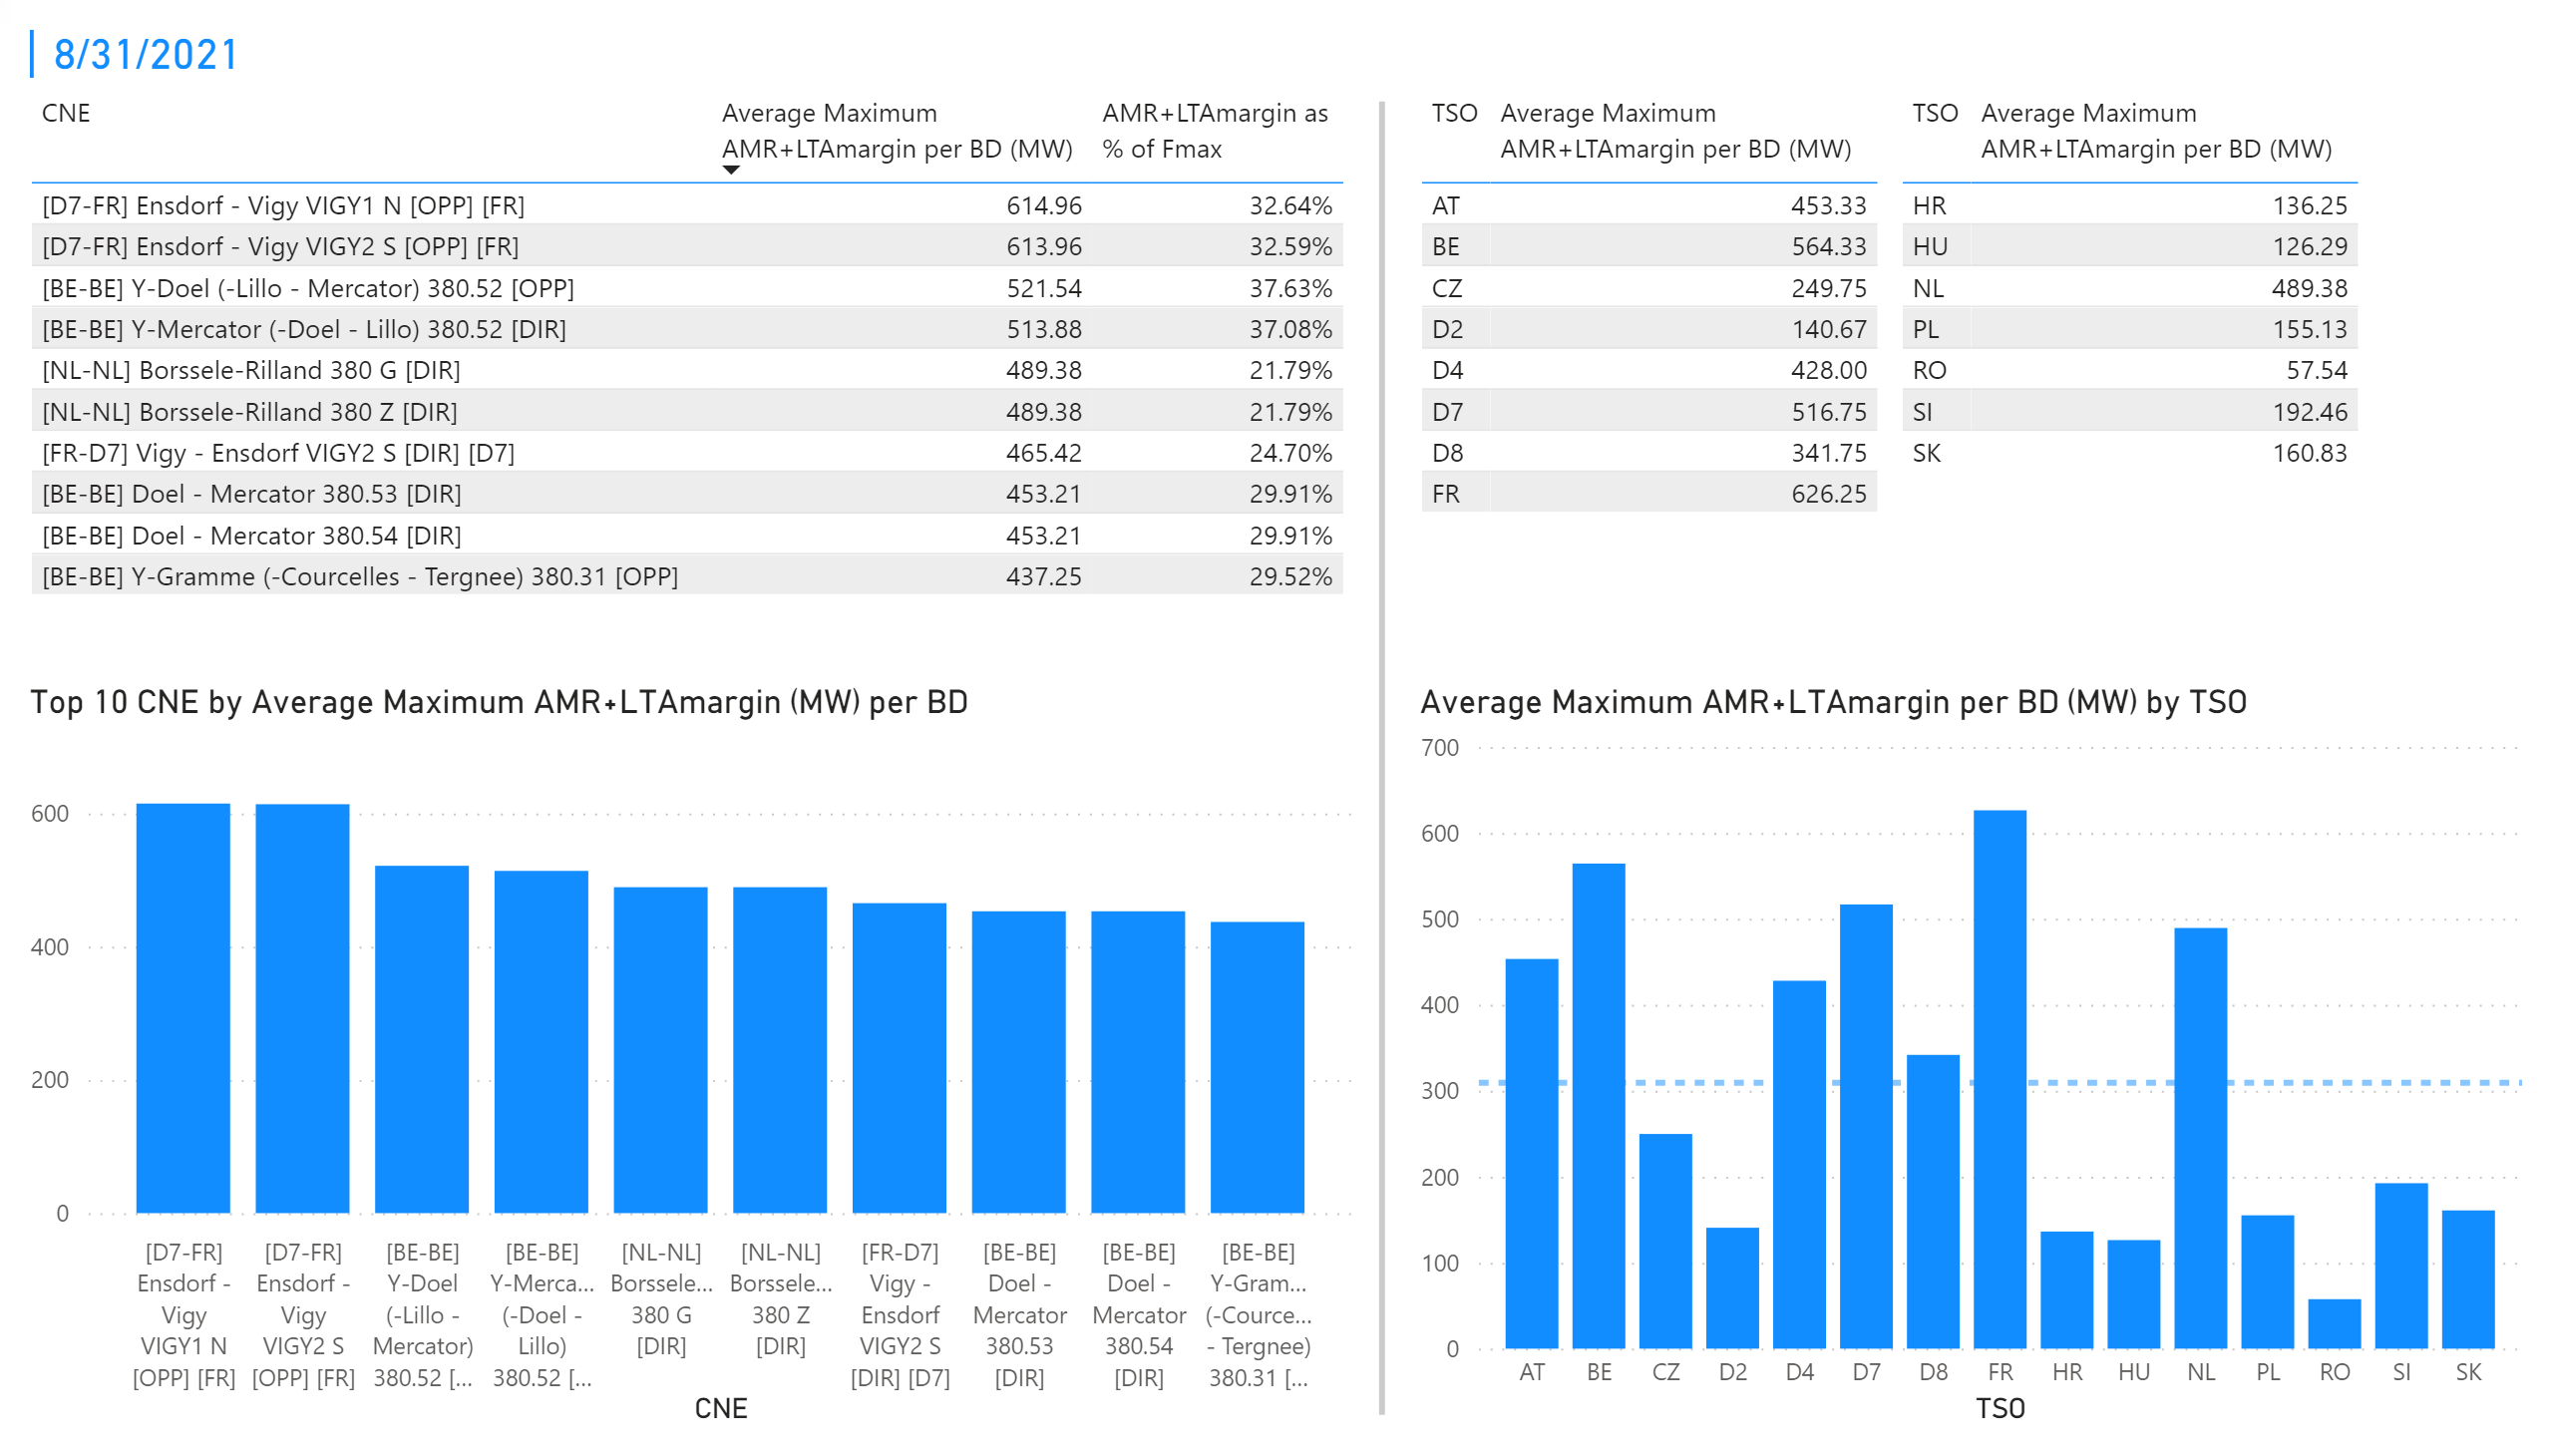 8/31/2021
CNE Average Maximum AMR+LTAmargin as
AMR+LTAmargin per BD (MW) % of Fmax
[D7-FR] Ensdorf - Vigy VIGY1 N [OPP] [FR] 614.96 32.64%
[D7-FR] Ensdorf - Vigy VIGY2 S [OPP] [FR] 613.96 32.59%
[BE-BE] Y-Doel (-Lillo - Mercator) 380.52 [OPP] 521.54 37.63%
[BE-BE] Y-Mercator (-Doel - Lillo) 380.52 [DIR] 513.88 37.08%
[NL-NL] Borssele-Rilland 380 G [DIR] 489.38 21.79%
[NL-NL] Borssele-Rilland 380 Z [DIR] 489.38 21.79%
[FR-D7] Vigy - Ensdorf VIGY2 S [DIR] [D7] 465.42 24.70%
[BE-BE] Doel - Mercator 380.53 [DIR] 453.21 29.91%
[BE-BE] Doel - Mercator 380.54 [DIR] 453.21 29.91%
[BE-BE] Y-Gramme (-Courcelles - Tergnee) 380.31 [OPP] 437.25 29.52%
TSO Average Maximum
AMR+LTAmargin per BD (MW)
AT 453.33
BE 564.33
CZ 249.75
D2 140.67
D4 428.00
D7 516.75
D8 341.75
FR 626.25
TSO Average Maximum
AMR+LTAmargin per BD (MW)
HR 136.25
HU 126.29
NL 489.38
PL 155.13
RO 57.54
SI 192.46
SK 160.83
Top 10 CNE by Average Maximum AMR+LTAmargin (MW) per BD
600
400
200
0
[D7-FR] [D7-FR] [BE-BE] [BE-BE] [NL-NL] [NL-NL] [FR-D7] [BE-BE] [BE-BE] [BE-BE]
Ensdorf - Ensdorf - Y-Doel Y-Merca... Borssele... Borssele... Vigy - Doel - Doel - Y-Gram...
Vigy Vigy (-Lillo - (-Doel - 380 G 380 Z Ensdorf Mercator Mercator (-Cource...
VIGY1 N VIGY2 S Mercator) Lillo) [DIR] [DIR] VIGY2 S 380.53 380.54 - Tergnee)
[OPP] [FR] [OPP] [FR] 380.52 [... 380.52 [... [DIR] [D7] [DIR] [DIR] 380.31 [...
CNE
Average Maximum AMR+LTAmargin per BD (MW) by TSO
700
600
500
400
300
200
100
0
AT BE CZ D2 D4 D7 D8 FR HR HU NL PL RO SI SK
TSO